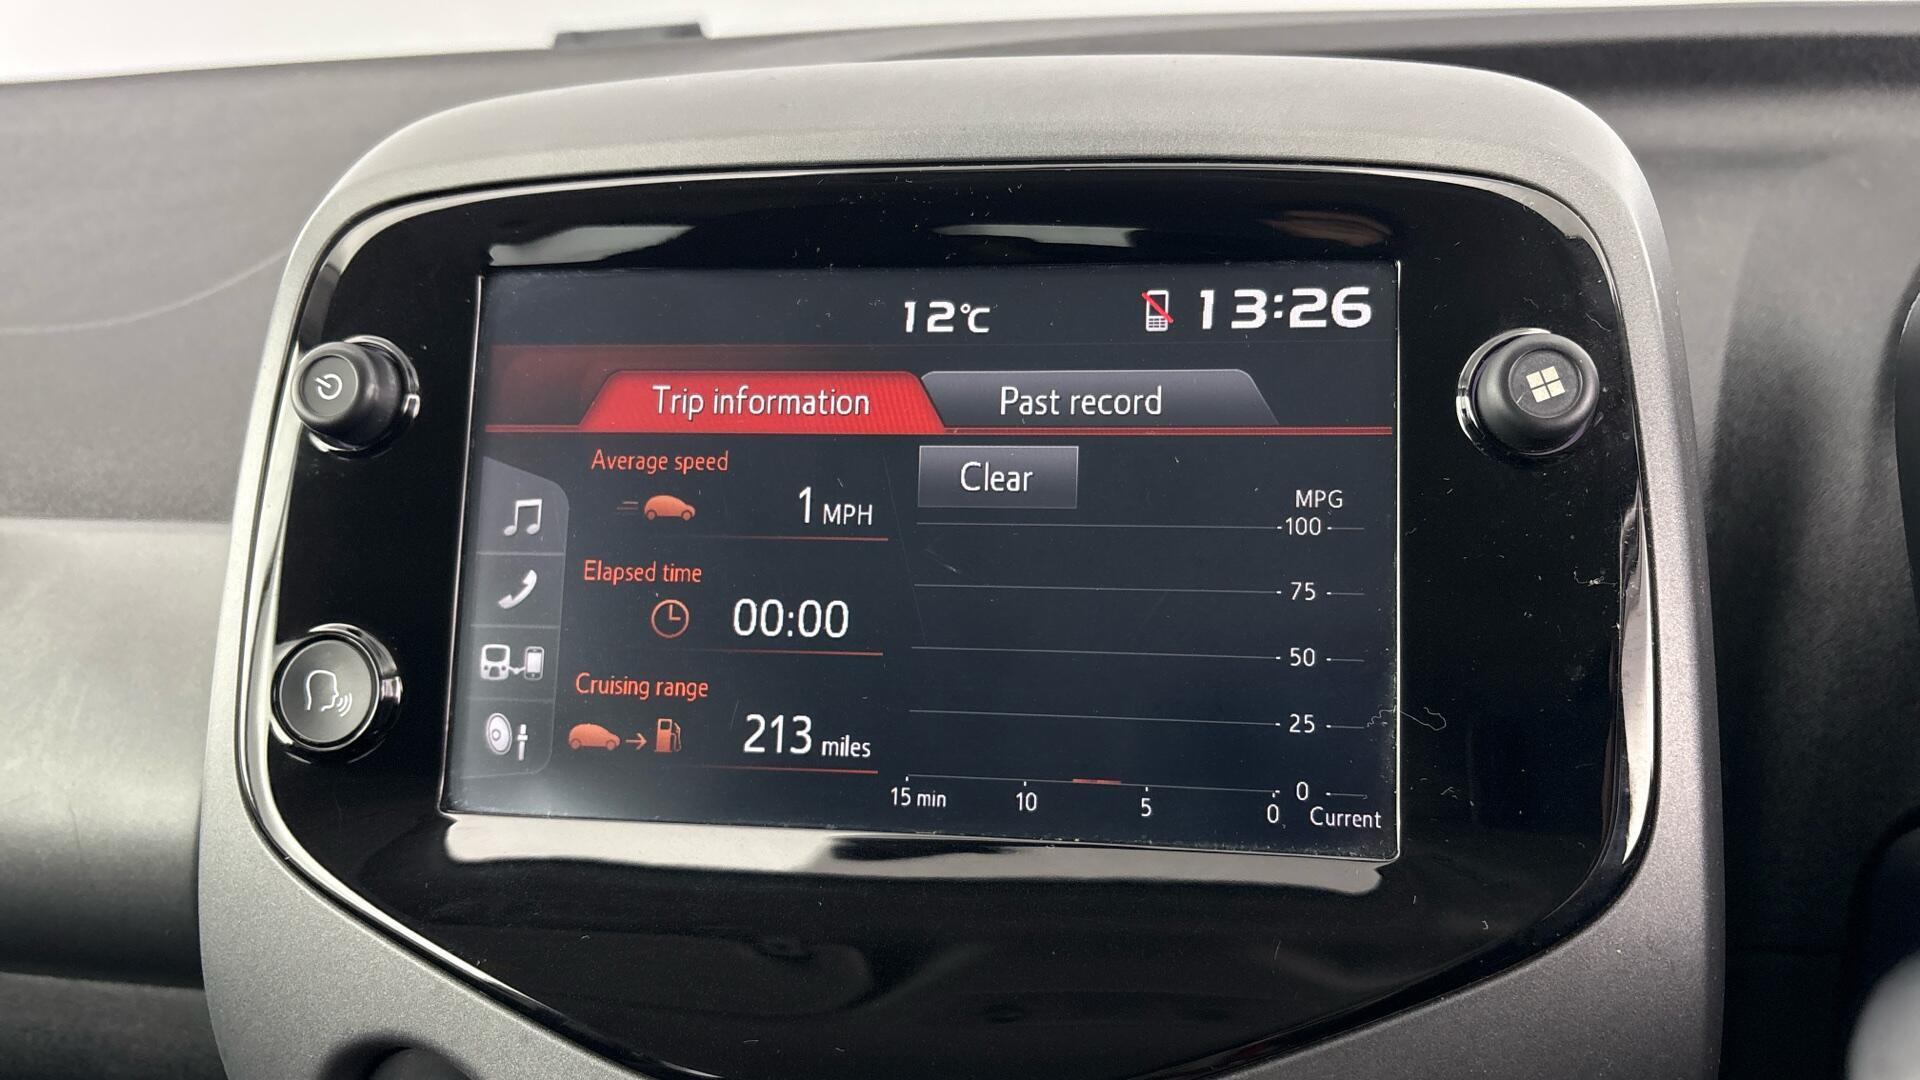 12°C 13:26
Trip information Past record
Average speed
1 MPH
Elapsed time
00:00
Cruising range
213 miles
Clear
MPG
100
75
50
25
0
15 min 10 5 0 Current